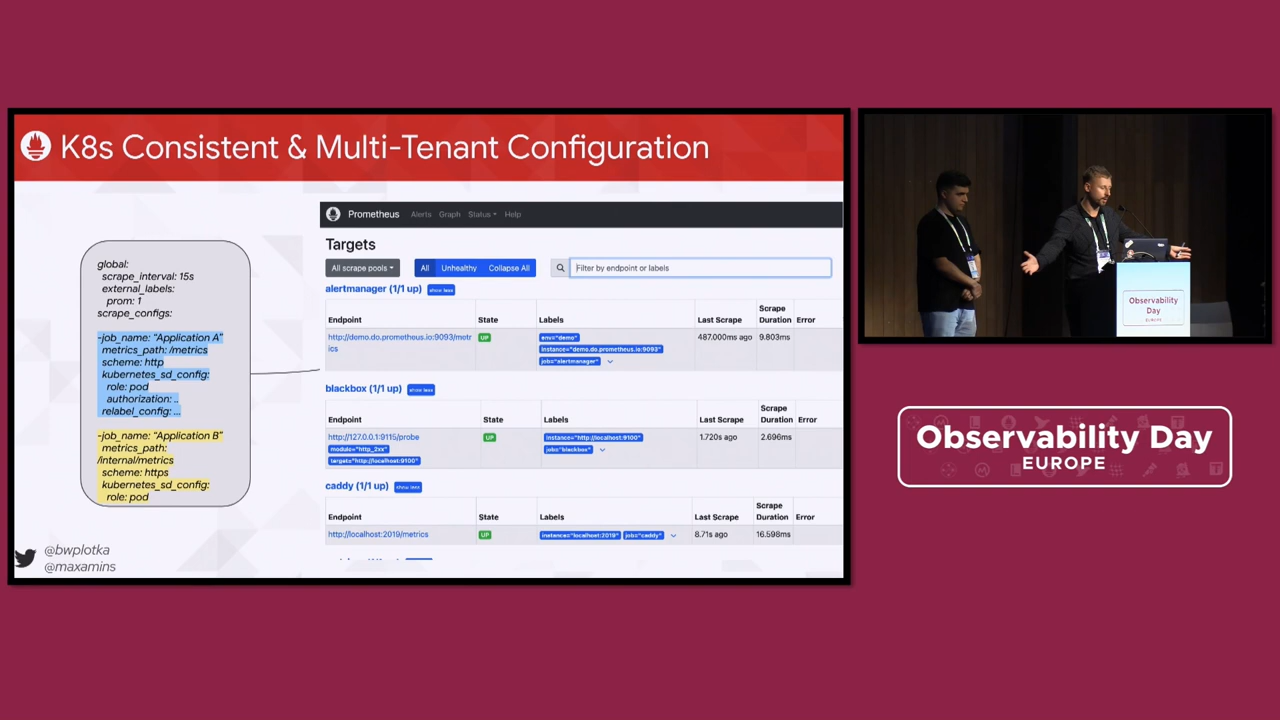 K8s Consistent & Multi-Tenant Configuration
global:
scrape_interval: 15s
external_labels:
prom: 1
scrape_configs:
-job_name: "Application A"
metrics_path: /metrics
scheme: http
kubernetes_sd_config:
role: pod
authorization: ..
relabel_config: ...
-job_name: "Application B"
metrics_path:
/internal/metrics
scheme: https
kubernetes_sd_config:
role: pod
@bwplotka
@maxamins
Prometheus Alerts Graph Status Help
Targets
All scrape pools All Unhealthy Collapse All Filter by endpoint or labels
alertmanager (1/1 up) show less
Endpoint State Labels Last Scrape Scrape Duration Error
http://demo.do.prometheus.io:9093/metrics UP env="demo" instance="demo.do.prometheus.io:9093" job="alertmanager" 487.000ms ago 9.803ms
blackbox (1/1 up) show less
Endpoint State Labels Last Scrape Scrape Duration Error
http://127.0.0.1:9115/probe UP instance="http://localhost:9100" 1.720s ago 2.696ms
module="http_2xx" job="blackbox"
target="http://localhost:9100"
caddy (1/1 up) show less
Endpoint State Labels Last Scrape Scrape Duration Error
http://localhost:2019/metrics UP instance="localhost:2019" job="caddy" 8.71s ago 16.598ms
Observability
Day
EUROPE
Observability Day
EUROPE